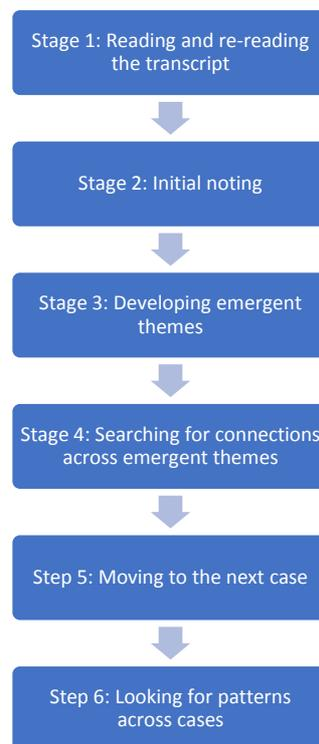 Stage 1: Reading and re-reading
the transcript
Stage 2: Initial noting
Stage 3: Developing emergent
themes
Stage 4: Searching for connections
across emergent themes
Step 5: Moving to the next case
Step 6: Looking for patterns
across cases